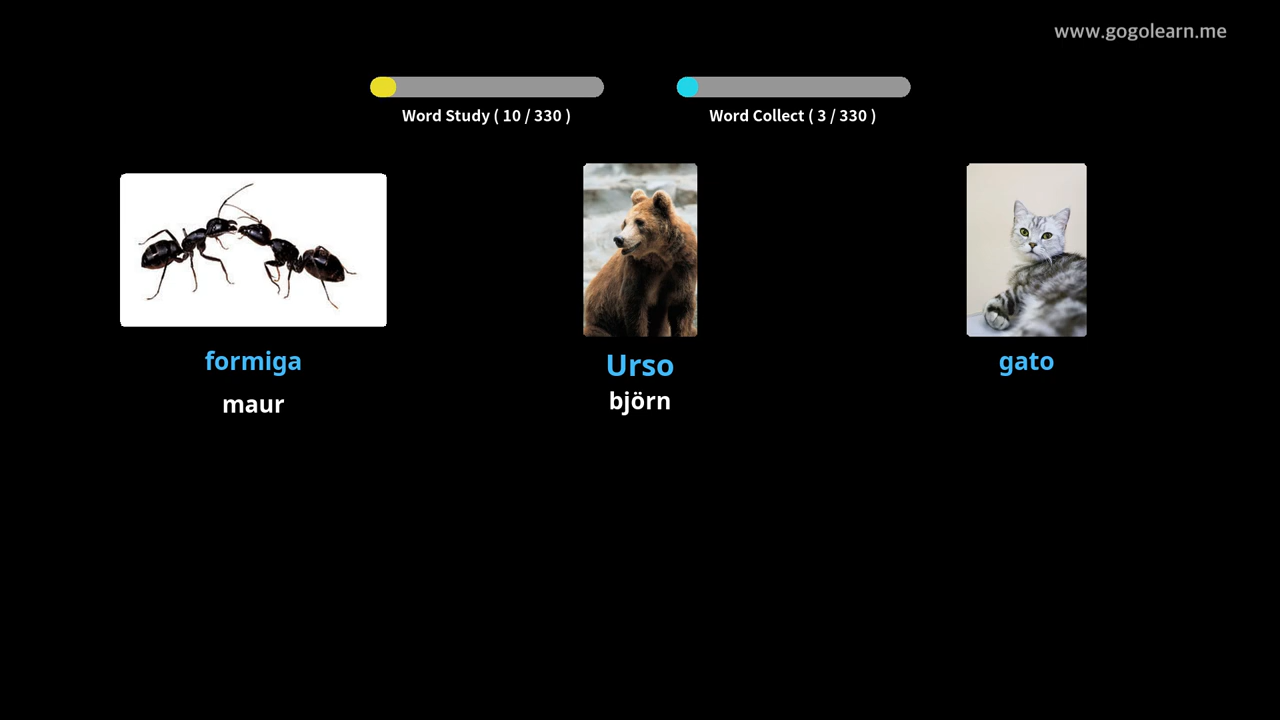 www.gogolearn.me
Word Study ( 10 / 330 )
Word Collect ( 3 / 330 )
formiga
maur
Urso
björn
gato